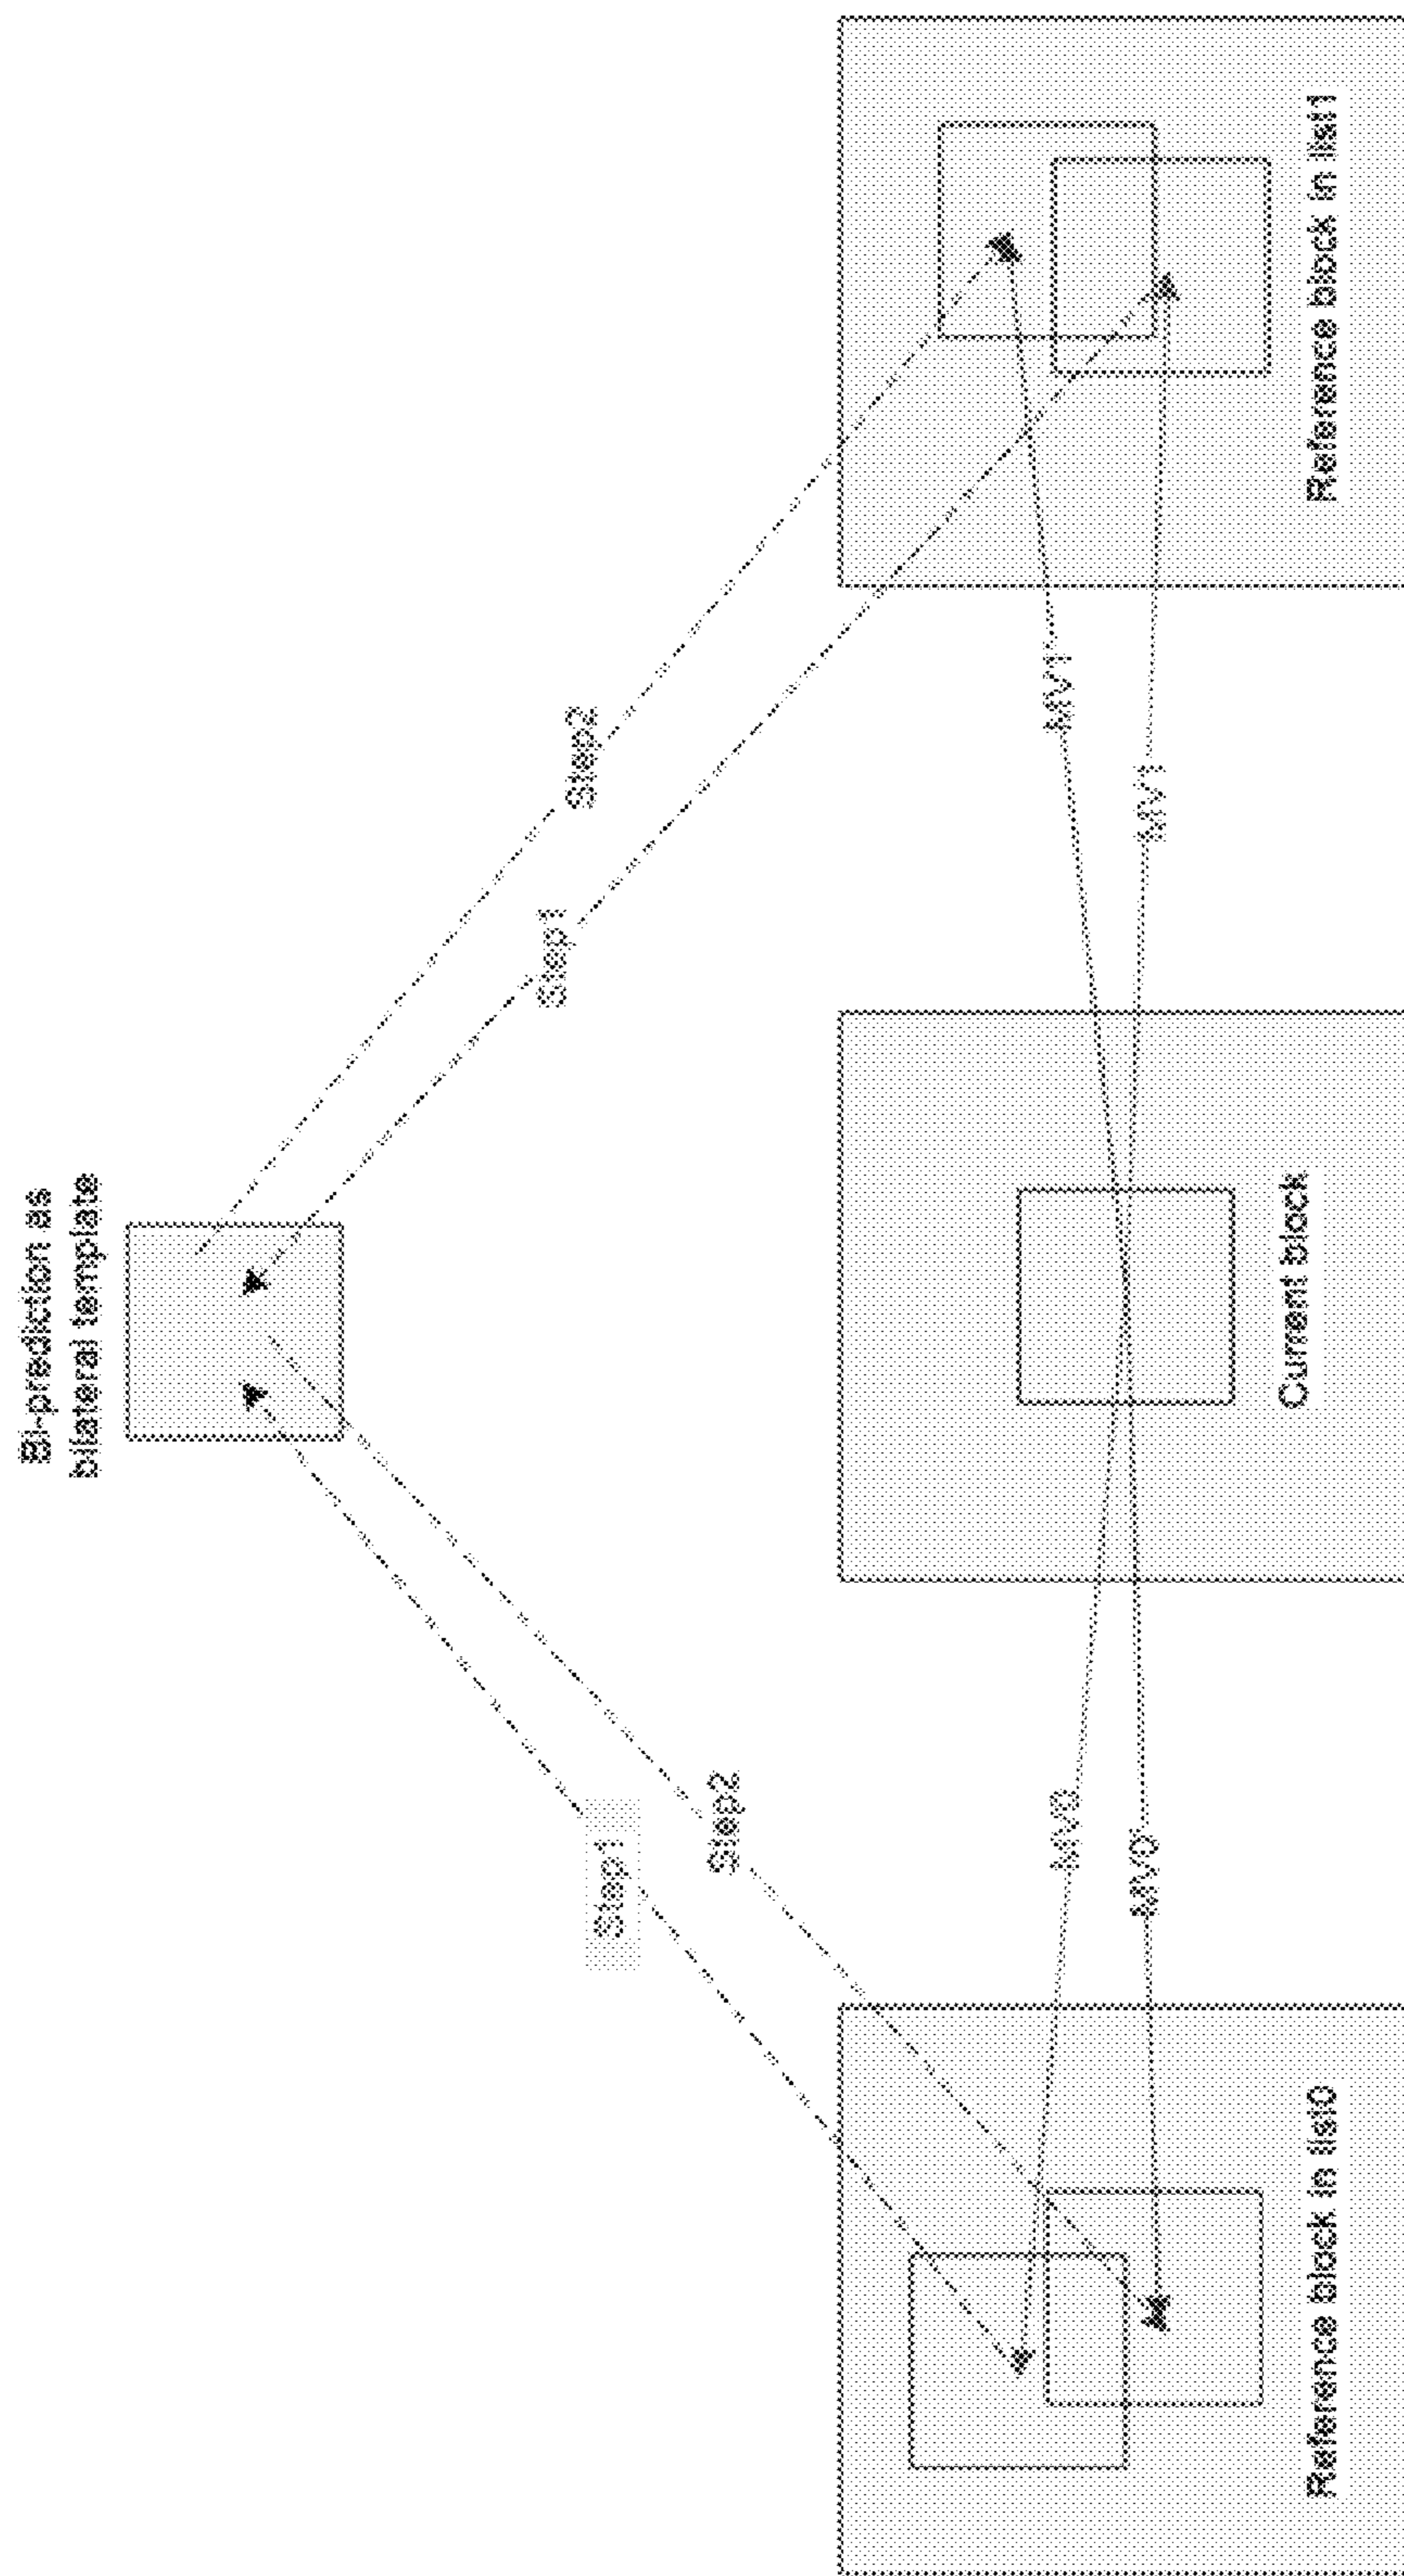 Bi-prediction as
bilateral template
Step1
Step2
Step1
Step2
MV0
MV1'
MV0'
MV1
Current block
Reference block in list0
Reference block in list1